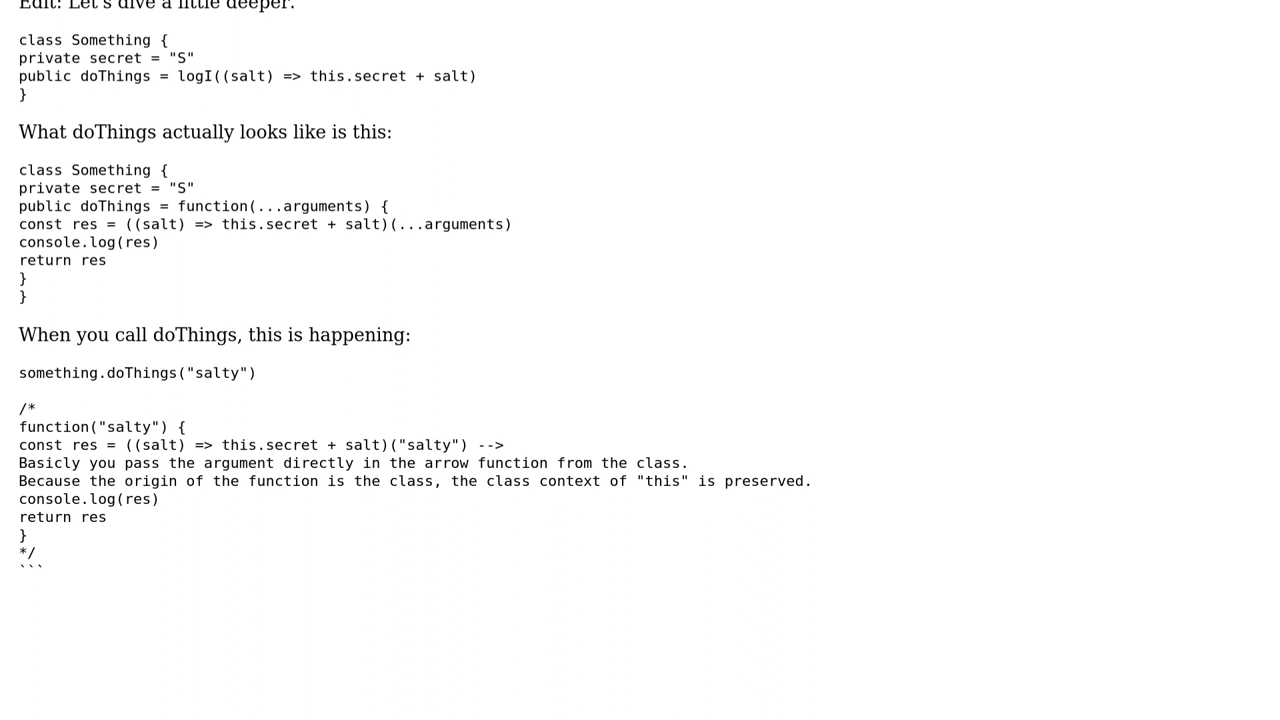 Edit: Let's dive a little deeper.
class Something {
private secret = "S"
public doThings = logI((salt) => this.secret + salt)
}
What doThings actually looks like is this:
class Something {
private secret = "S"
public doThings = function(...arguments) {
const res = ((salt) => this.secret + salt)(...arguments)
console.log(res)
return res
}
}
When you call doThings, this is happening:
something.doThings("salty")
/*
function("salty") {
const res = ((salt) => this.secret + salt)("salty") -->
Basicly you pass the argument directly in the arrow function from the class.
Because the origin of the function is the class, the class context of "this" is preserved.
console.log(res)
return res
}
*/
```